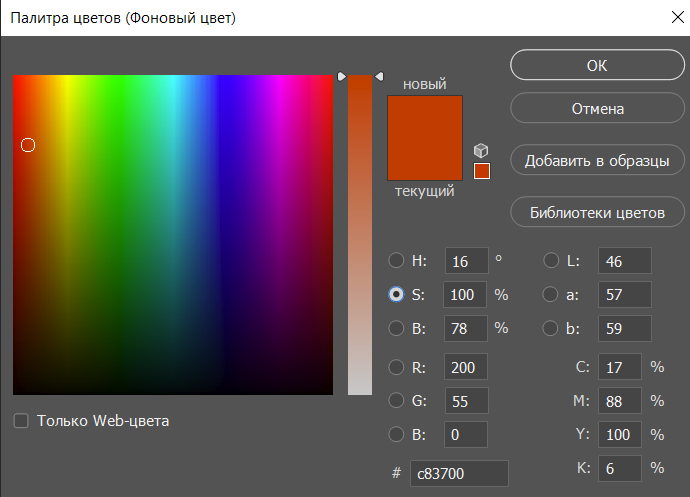 Палитра цветов (Фоновый цвет)
новый
текущий
OK
Отмена
Добавить в образцы
Библиотеки цветов
H: 16 °
S: 100 %
B: 78 %
R: 200
G: 55
B: 0
# c83700
L: 46
a: 57
b: 59
C: 17 %
M: 88 %
Y: 100 %
K: 6 %
Только Web-цвета